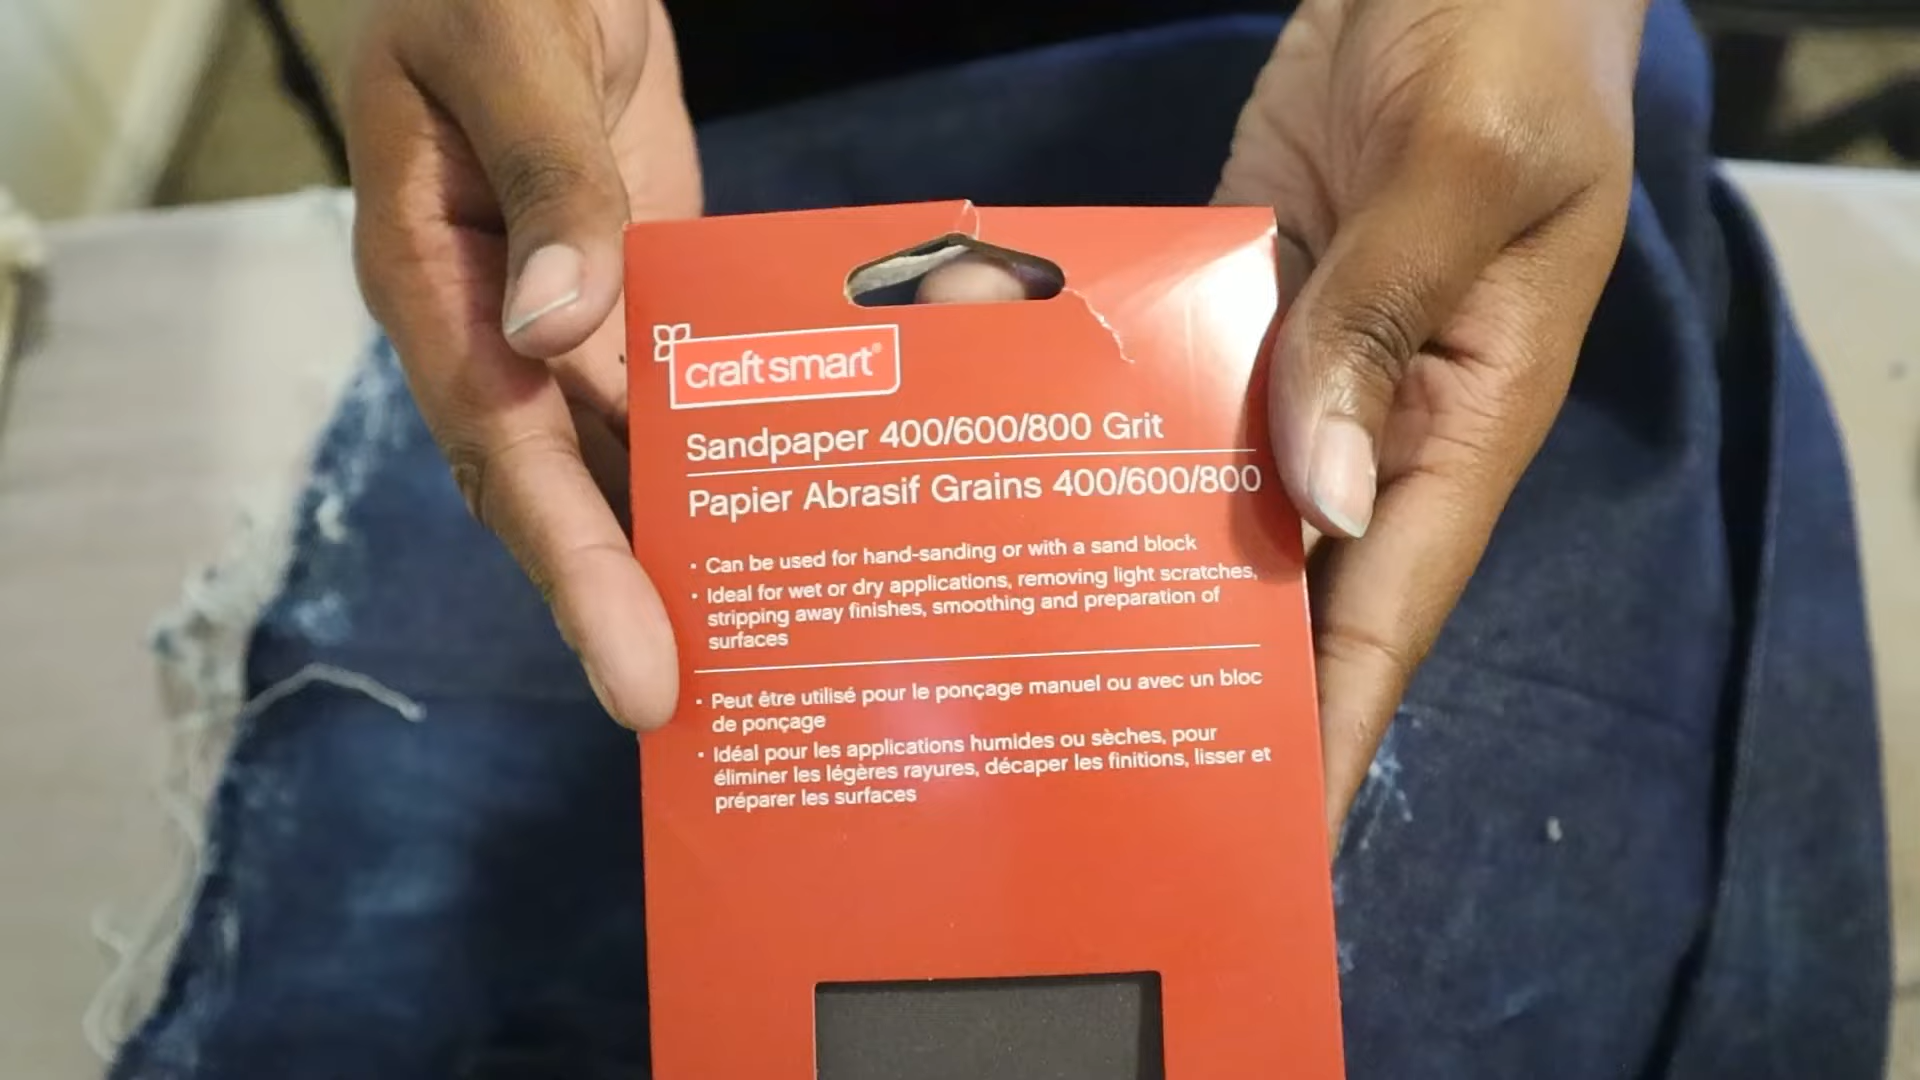 craft smart®
Sandpaper 400/600/800 Grit
Papier Abrasif Grains 400/600/800
• Can be used for hand-sanding or with a sand block
• Ideal for wet or dry applications, removing light scratches,
stripping away finishes, smoothing and preparation of
surfaces
• Peut être utilisé pour le ponçage manuel ou avec un bloc
de ponçage
• Idéal pour les applications humides ou sèches, pour
éliminer les légères rayures, décaper les finitions, lisser et
préparer les surfaces